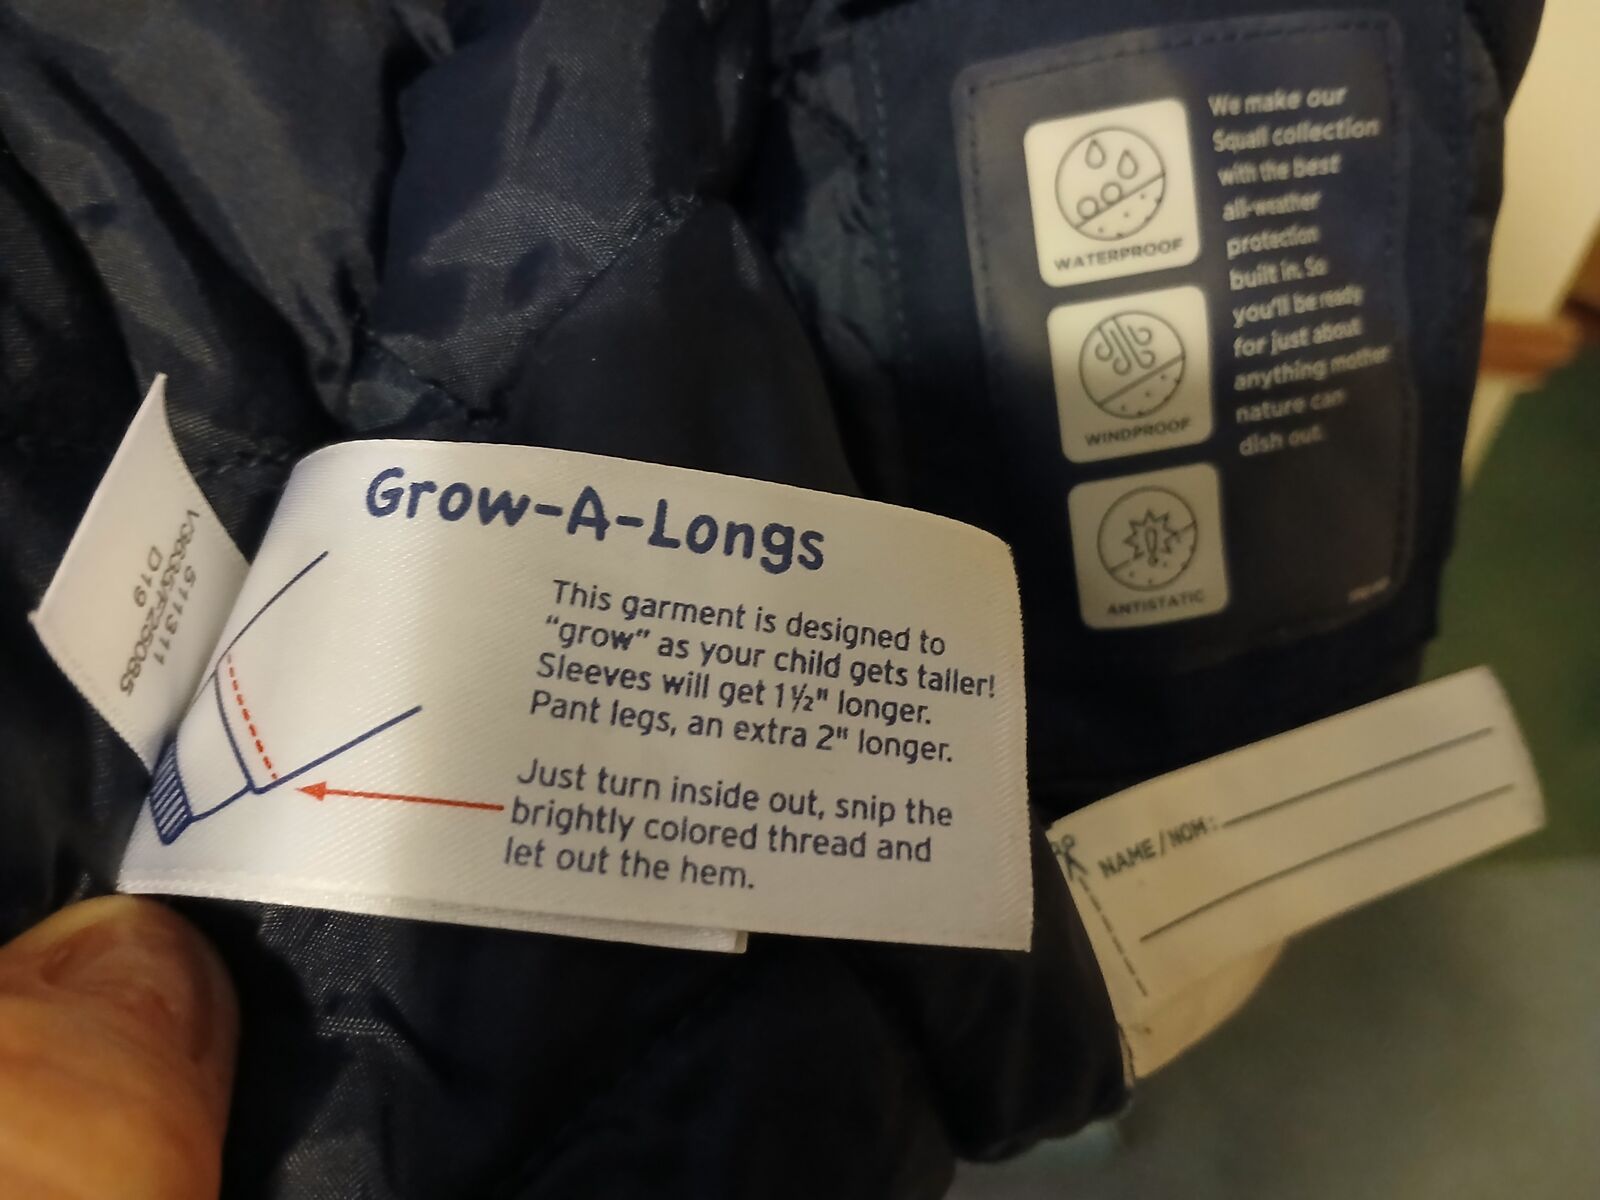 Grow-A-Longs
This garment is designed to
“grow” as your child gets taller!
Sleeves will get 1½" longer.
Pant legs, an extra 2" longer.
Just turn inside out, snip the
brightly colored thread and
let out the hem.
511311
D19
WATERPROOF
WINDPROOF
ANTISTATIC
We make our
Squall collection
with the best
all-weather
protection
built in. So
you'll be ready
for just about
anything mother
nature can
dish out.
NAME / NOM :